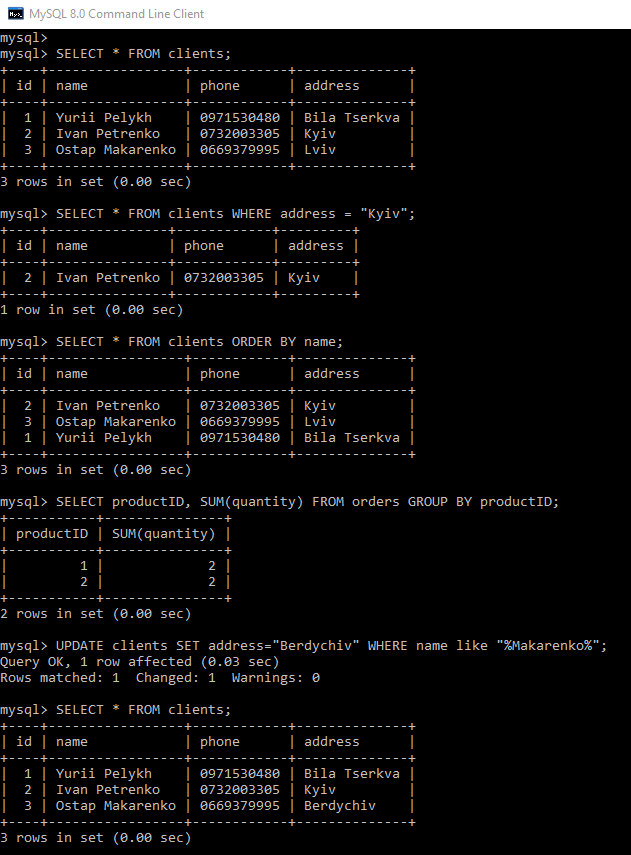 MySQL 8.0 Command Line Client
mysql>
mysql> SELECT * FROM clients;
+----+-----------------+------------+--------------+
| id | name            | phone      | address      |
+----+-----------------+------------+--------------+
|  1 | Yurii Pelykh    | 0971530480 | Bila Tserkva |
|  2 | Ivan Petrenko   | 0732003305 | Kyiv         |
|  3 | Ostap Makarenko | 0669379995 | Lviv         |
+----+-----------------+------------+--------------+
3 rows in set (0.00 sec)

mysql> SELECT * FROM clients WHERE address = "Kyiv";
+----+---------------+------------+---------+
| id | name          | phone      | address |
+----+---------------+------------+---------+
|  2 | Ivan Petrenko | 0732003305 | Kyiv    |
+----+---------------+------------+---------+
1 row in set (0.00 sec)

mysql> SELECT * FROM clients ORDER BY name;
+----+-----------------+------------+--------------+
| id | name            | phone      | address      |
+----+-----------------+------------+--------------+
|  2 | Ivan Petrenko   | 0732003305 | Kyiv         |
|  3 | Ostap Makarenko | 0669379995 | Lviv         |
|  1 | Yurii Pelykh    | 0971530480 | Bila Tserkva |
+----+-----------------+------------+--------------+
3 rows in set (0.00 sec)

mysql> SELECT productID, SUM(quantity) FROM orders GROUP BY productID;
+-----------+---------------+
| productID | SUM(quantity) |
+-----------+---------------+
|         1 |             2 |
|         2 |             2 |
+-----------+---------------+
2 rows in set (0.00 sec)

mysql> UPDATE clients SET address="Berdychiv" WHERE name like "%Makarenko%";
Query OK, 1 row affected (0.03 sec)
Rows matched: 1  Changed: 1  Warnings: 0

mysql> SELECT * FROM clients;
+----+-----------------+------------+--------------+
| id | name            | phone      | address      |
+----+-----------------+------------+--------------+
|  1 | Yurii Pelykh    | 0971530480 | Bila Tserkva |
|  2 | Ivan Petrenko   | 0732003305 | Kyiv         |
|  3 | Ostap Makarenko | 0669379995 | Berdychiv    |
+----+-----------------+------------+--------------+
3 rows in set (0.00 sec)